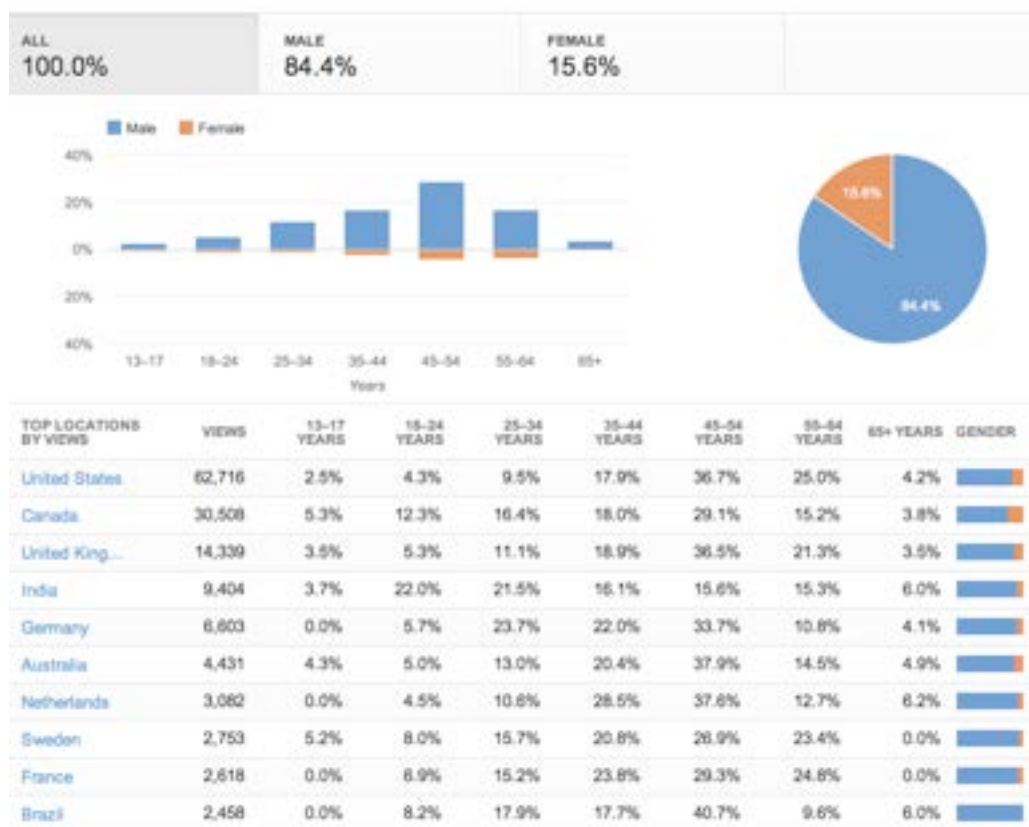 ALL MALE FEMALE
100.0% 84.4% 15.6%
Male Female
40%
20%
0%
20%
40%
13–17 18–24 25–34 35–44 45–54 55–64 65+
Years
15.6%
84.4%
TOP LOCATIONS BY VIEWS VIEWS 13–17 YEARS 18–24 YEARS 25–34 YEARS 35–44 YEARS 45–54 YEARS 55–64 YEARS 65+ YEARS GENDER
United States 62,716 2.5% 4.3% 9.5% 17.9% 36.7% 25.0% 4.2%
Canada 30,508 5.3% 12.3% 16.4% 18.0% 29.1% 15.2% 3.8%
United King... 14,339 3.5% 5.3% 11.1% 18.9% 36.5% 21.3% 3.5%
India 9,404 3.7% 22.0% 21.5% 16.1% 15.6% 15.3% 6.0%
Germany 6,603 0.0% 5.7% 23.7% 22.0% 33.7% 10.8% 4.1%
Australia 4,431 4.3% 5.0% 13.0% 20.4% 37.9% 14.5% 4.9%
Netherlands 3,082 0.0% 4.5% 10.6% 28.5% 37.6% 12.7% 6.2%
Sweden 2,753 5.2% 8.0% 15.7% 20.8% 26.9% 23.4% 0.0%
France 2,618 0.0% 6.9% 15.2% 23.8% 29.3% 24.8% 0.0%
Brazil 2,458 0.0% 8.2% 17.9% 17.7% 40.7% 9.6% 6.0%